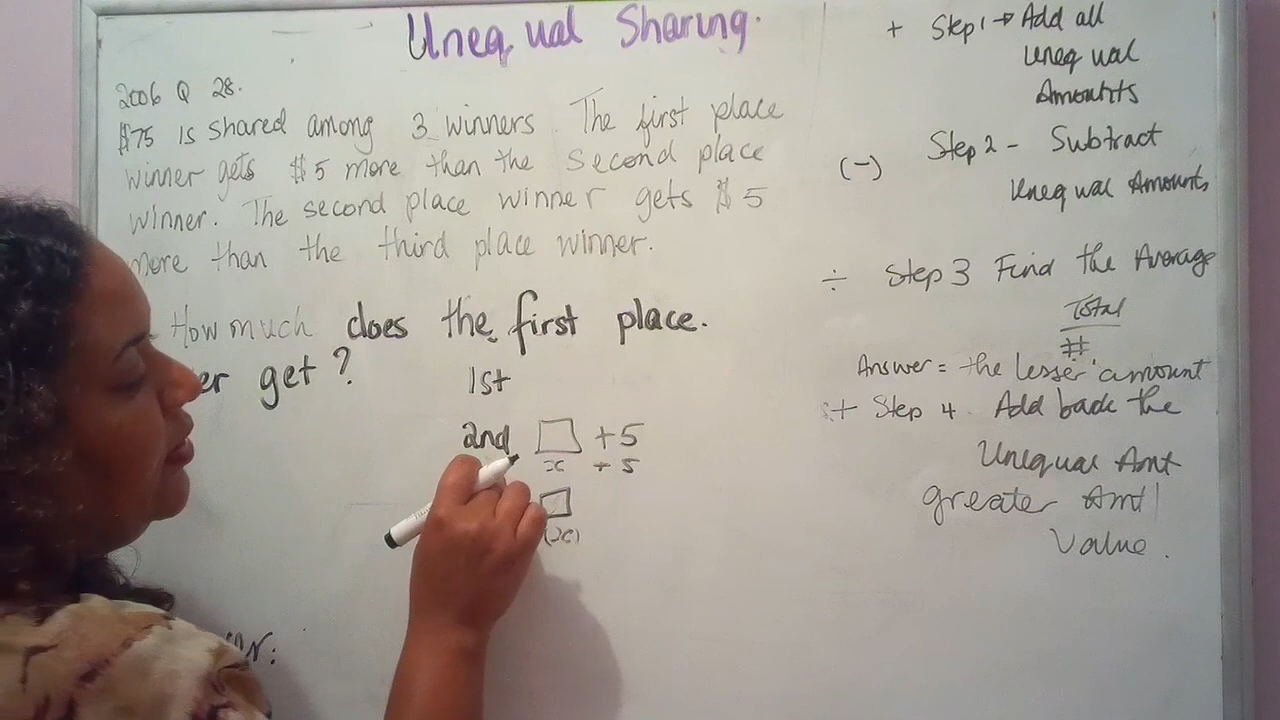 Unequal Sharing.
2006 Q 28.
$75 is shared among 3 winners. The first place
winner gets $5 more than the second place
winner. The second place winner gets $5
more than the third place winner.
How much does the first place.
er get?
1st
2nd +5
x + 5
(x)
+ Step 1 → Add all
Unequal
Amounts
(-) Step 2 - Subtract
Unequal Amounts
÷ Step 3 Find the Average
Total
#
Answer = the lesser amount
+ Step 4 Add back the
Unequal Amt
greater Amt
Value.